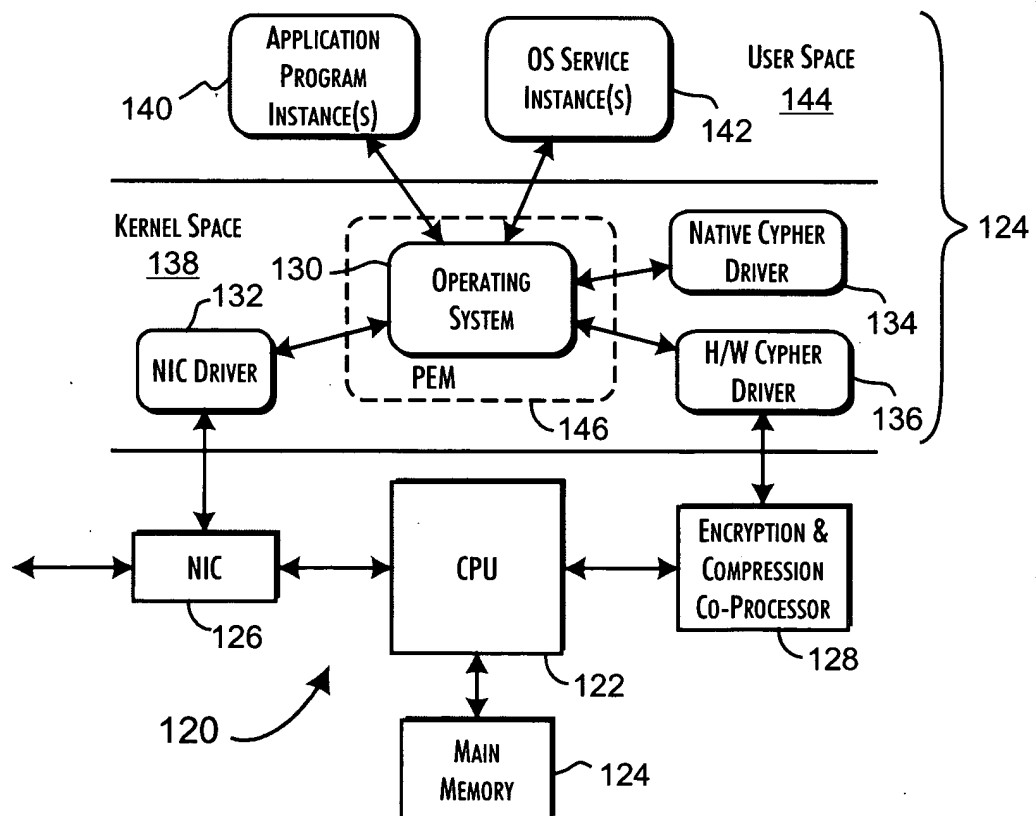 APPLICATION
PROGRAM
INSTANCE(S)
140
OS SERVICE
INSTANCE(S)
142
USER SPACE
144
124
KERNEL SPACE
138
130
OPERATING
SYSTEM
PEM
146
NATIVE CYPHER
DRIVER
134
132
NIC DRIVER
H/W CYPHER
DRIVER
136
NIC
126
CPU
122
ENCRYPTION &
COMPRESSION
CO-PROCESSOR
128
120
MAIN
MEMORY
124